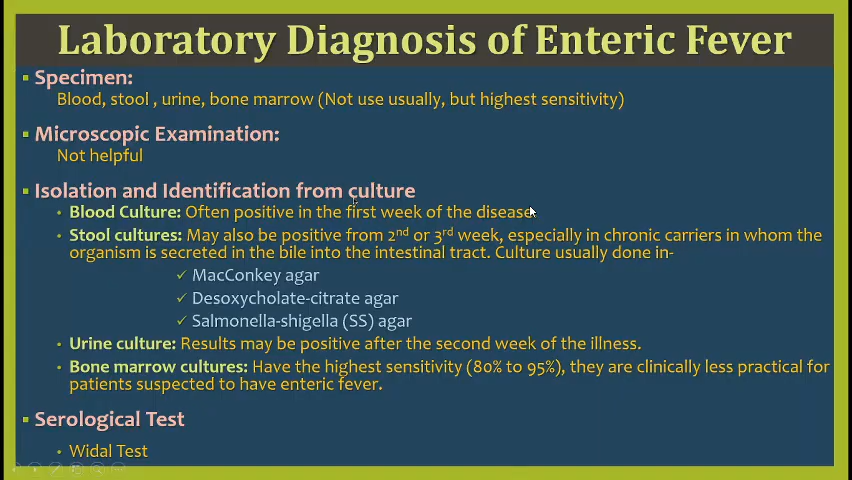 Laboratory Diagnosis of Enteric Fever
Specimen:
Blood, stool , urine, bone marrow (Not use usually, but highest sensitivity)
Microscopic Examination:
Not helpful
Isolation and Identification from culture
Blood Culture: Often positive in the first week of the disease
Stool cultures: May also be positive from 2nd or 3rd week, especially in chronic carriers in whom the
organism is secreted in the bile into the intestinal tract. Culture usually done in-
MacConkey agar
Desoxycholate-citrate agar
Salmonella-shigella (SS) agar
Urine culture: Results may be positive after the second week of the illness.
Bone marrow cultures: Have the highest sensitivity (80% to 95%), they are clinically less practical for
patients suspected to have enteric fever.
Serological Test
Widal Test